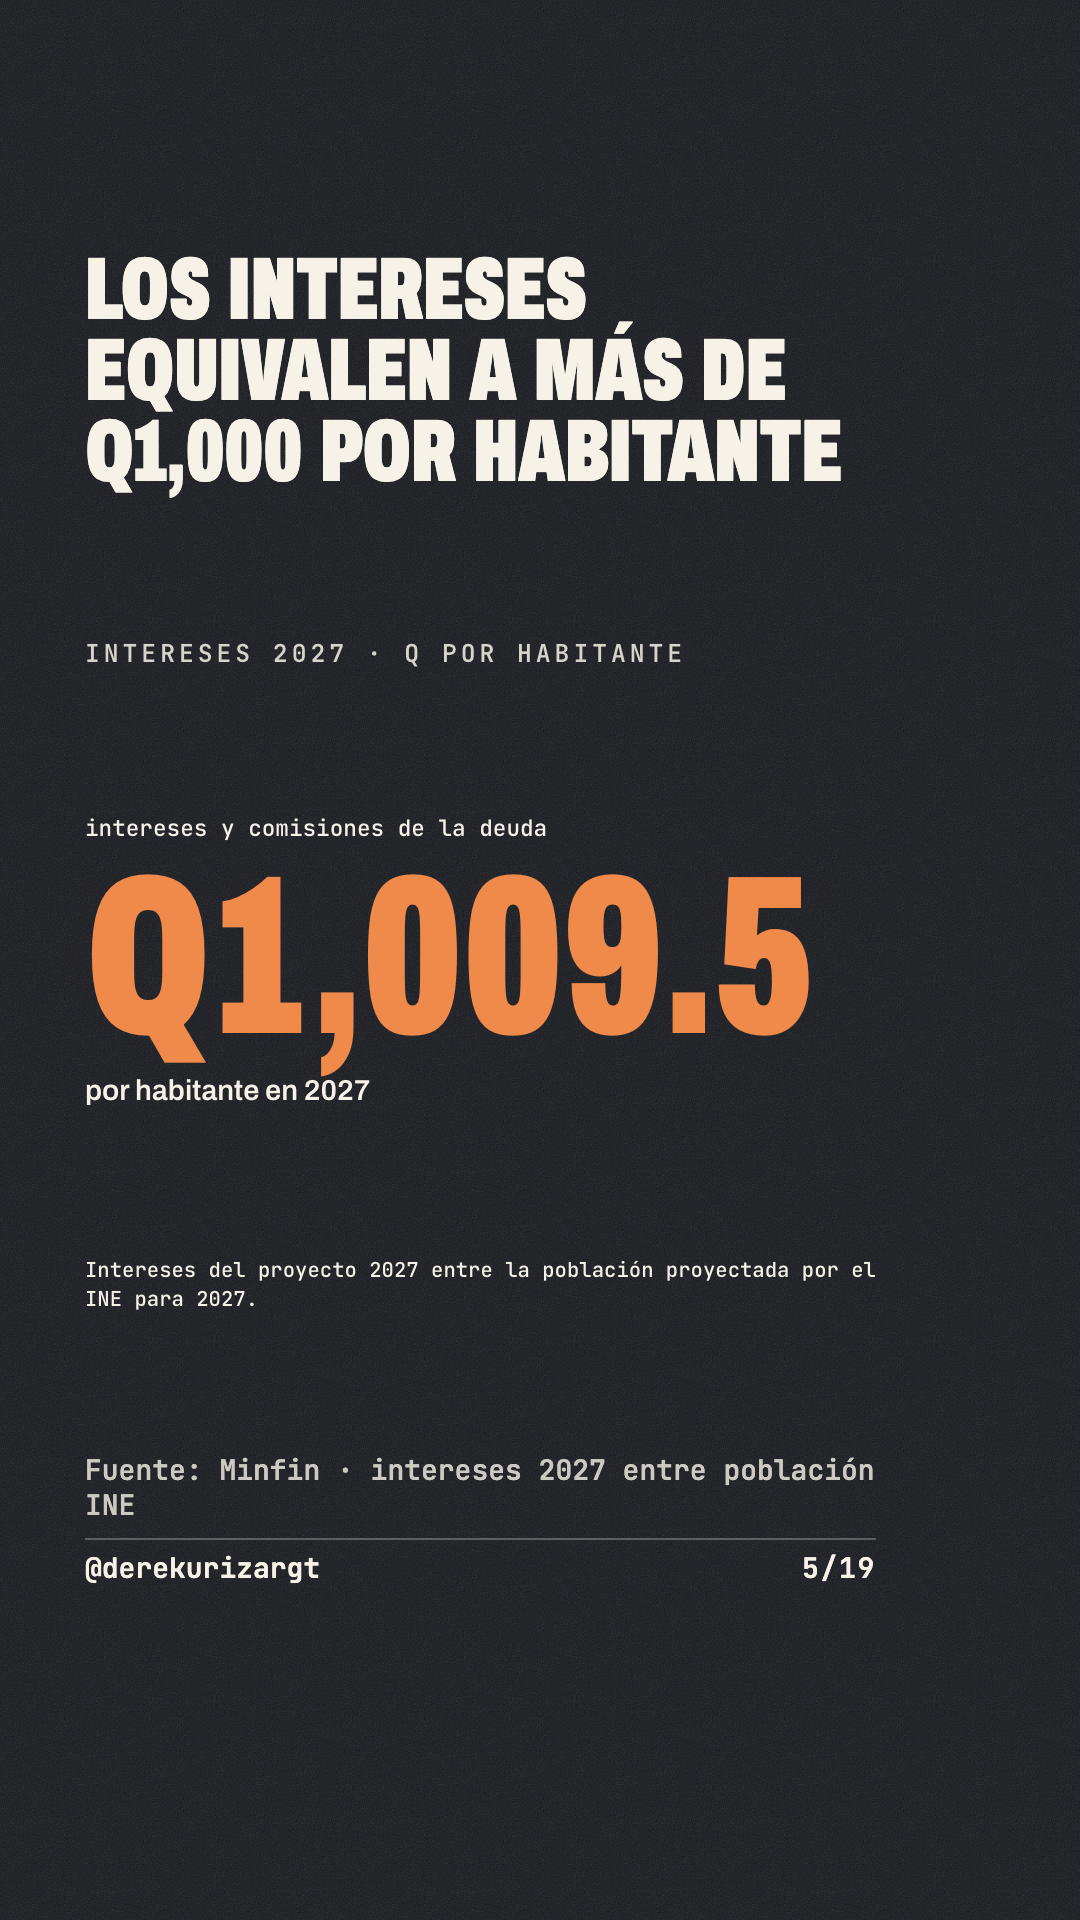 LOS INTERESES
EQUIVALEN A MÁS DE
Q1,000 POR HABITANTE
INTERESES 2027 · Q POR HABITANTE
intereses y comisiones de la deuda
Q1,009.5
por habitante en 2027
Intereses del proyecto 2027 entre la población proyectada por el
INE para 2027.
Fuente: Minfin · intereses 2027 entre población
INE
@derekurizargt 5/19